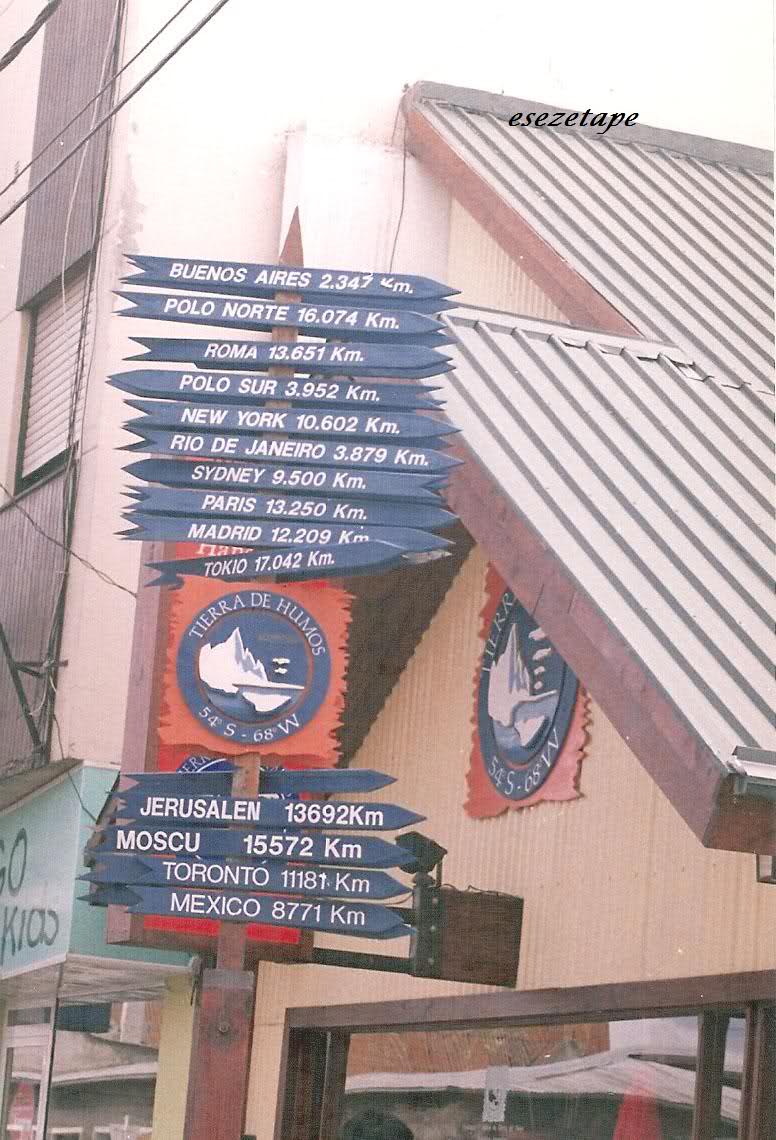 esezetape
BUENOS AIRES 2.347 Km.
POLO NORTE 16.074 Km.
ROMA 13.651 Km.
POLO SUR 3.952 Km.
NEW YORK 10.602 Km.
RIO DE JANEIRO 3.879 Km.
SYDNEY 9.500 Km.
PARIS 13.250 Km.
MADRID 12.209 Km
TOKIO 17.042 Km.
TIERRA DE HUMOS
54° S - 68° W
TIERR
54° S - 68° W
JERUSALEN 13692Km
MOSCU 15572 Km
TORONTO 11181 Km
MEXICO 8771 Km
GO
KIDS